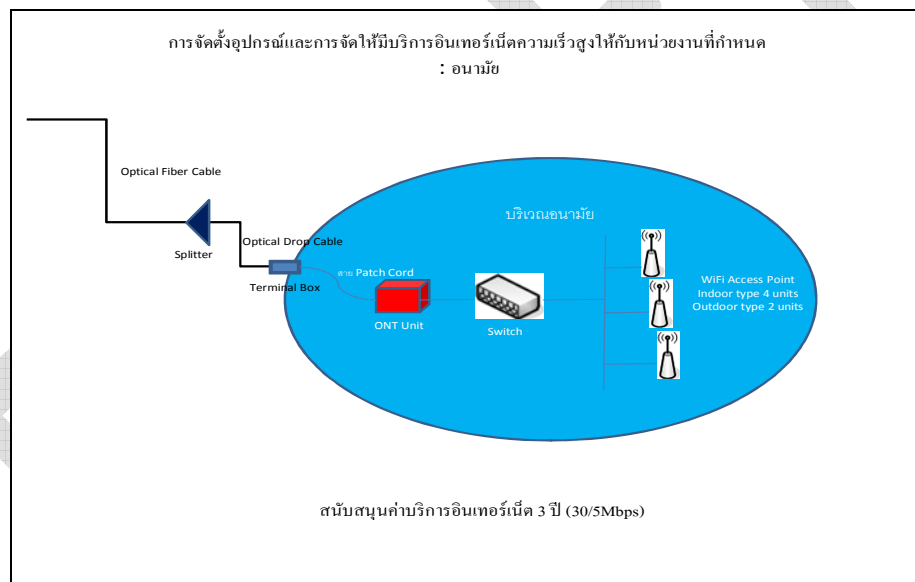 การจัดตั้งอุปกรณ์และการจัดให้มีบริการอินเทอร์เน็ตความเร็วสูงให้กับหน่วยงานที่กำหนด
: อนามัย
Optical Fiber Cable
บริเวณอนามัย
Optical Drop Cable
Splitter
สาย Patch Cord
Terminal Box
WiFi Access Point
Indoor type 4 units
Outdoor type 2 units
ONT Unit
Switch
สนับสนุนค่าบริการอินเทอร์เน็ต 3 ปี (30/5Mbps)